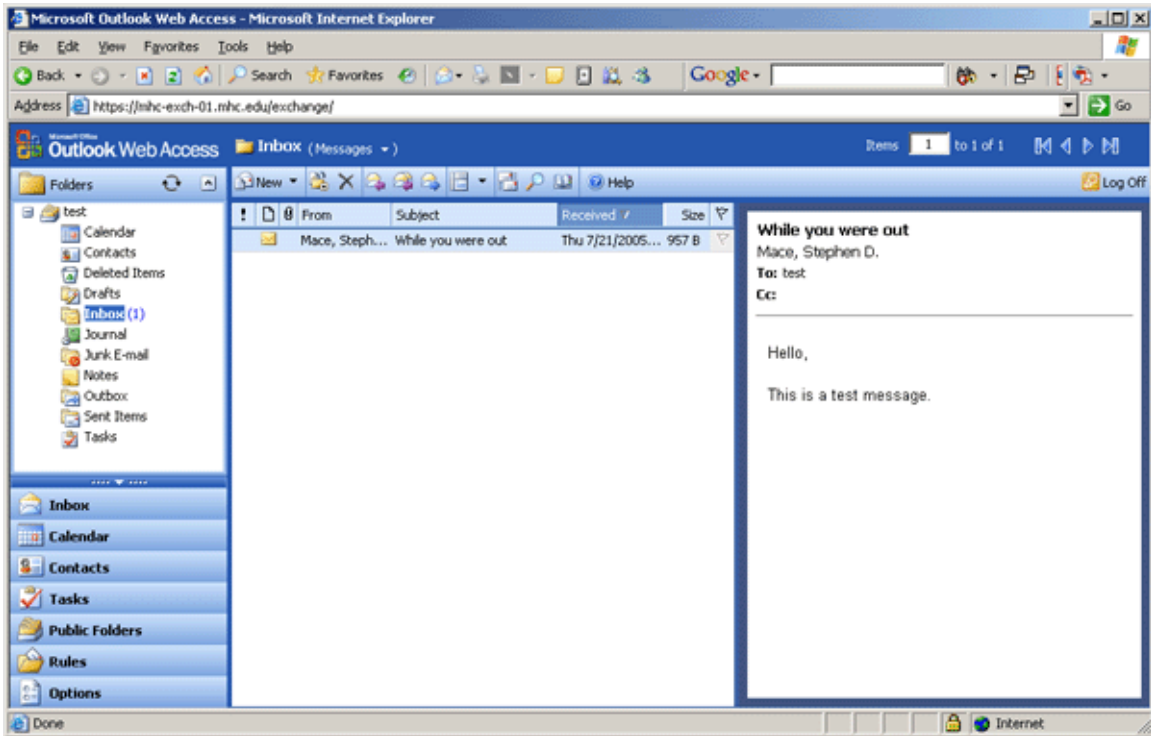 Microsoft Outlook Web Access - Microsoft Internet Explorer
File Edit View Favorites Tools Help
Back Search Favorites Google
Address https://mhc-exch-01.mhc.edu/exchange/ Go
Microsoft Office
Outlook Web Access Inbox (Messages ) Items 1 to 1 of 1
Folders New Help Log Off
test
Calendar
Contacts
Deleted Items
Drafts
Inbox (1)
Journal
Junk E-mail
Notes
Outbox
Sent Items
Tasks
Inbox
Calendar
Contacts
Tasks
Public Folders
Rules
Options
! From Subject Received Size
Mace, Steph... While you were out Thu 7/21/2005... 957 B
While you were out
Mace, Stephen D.
To: test
Cc:
Hello,
This is a test message.
Done Internet